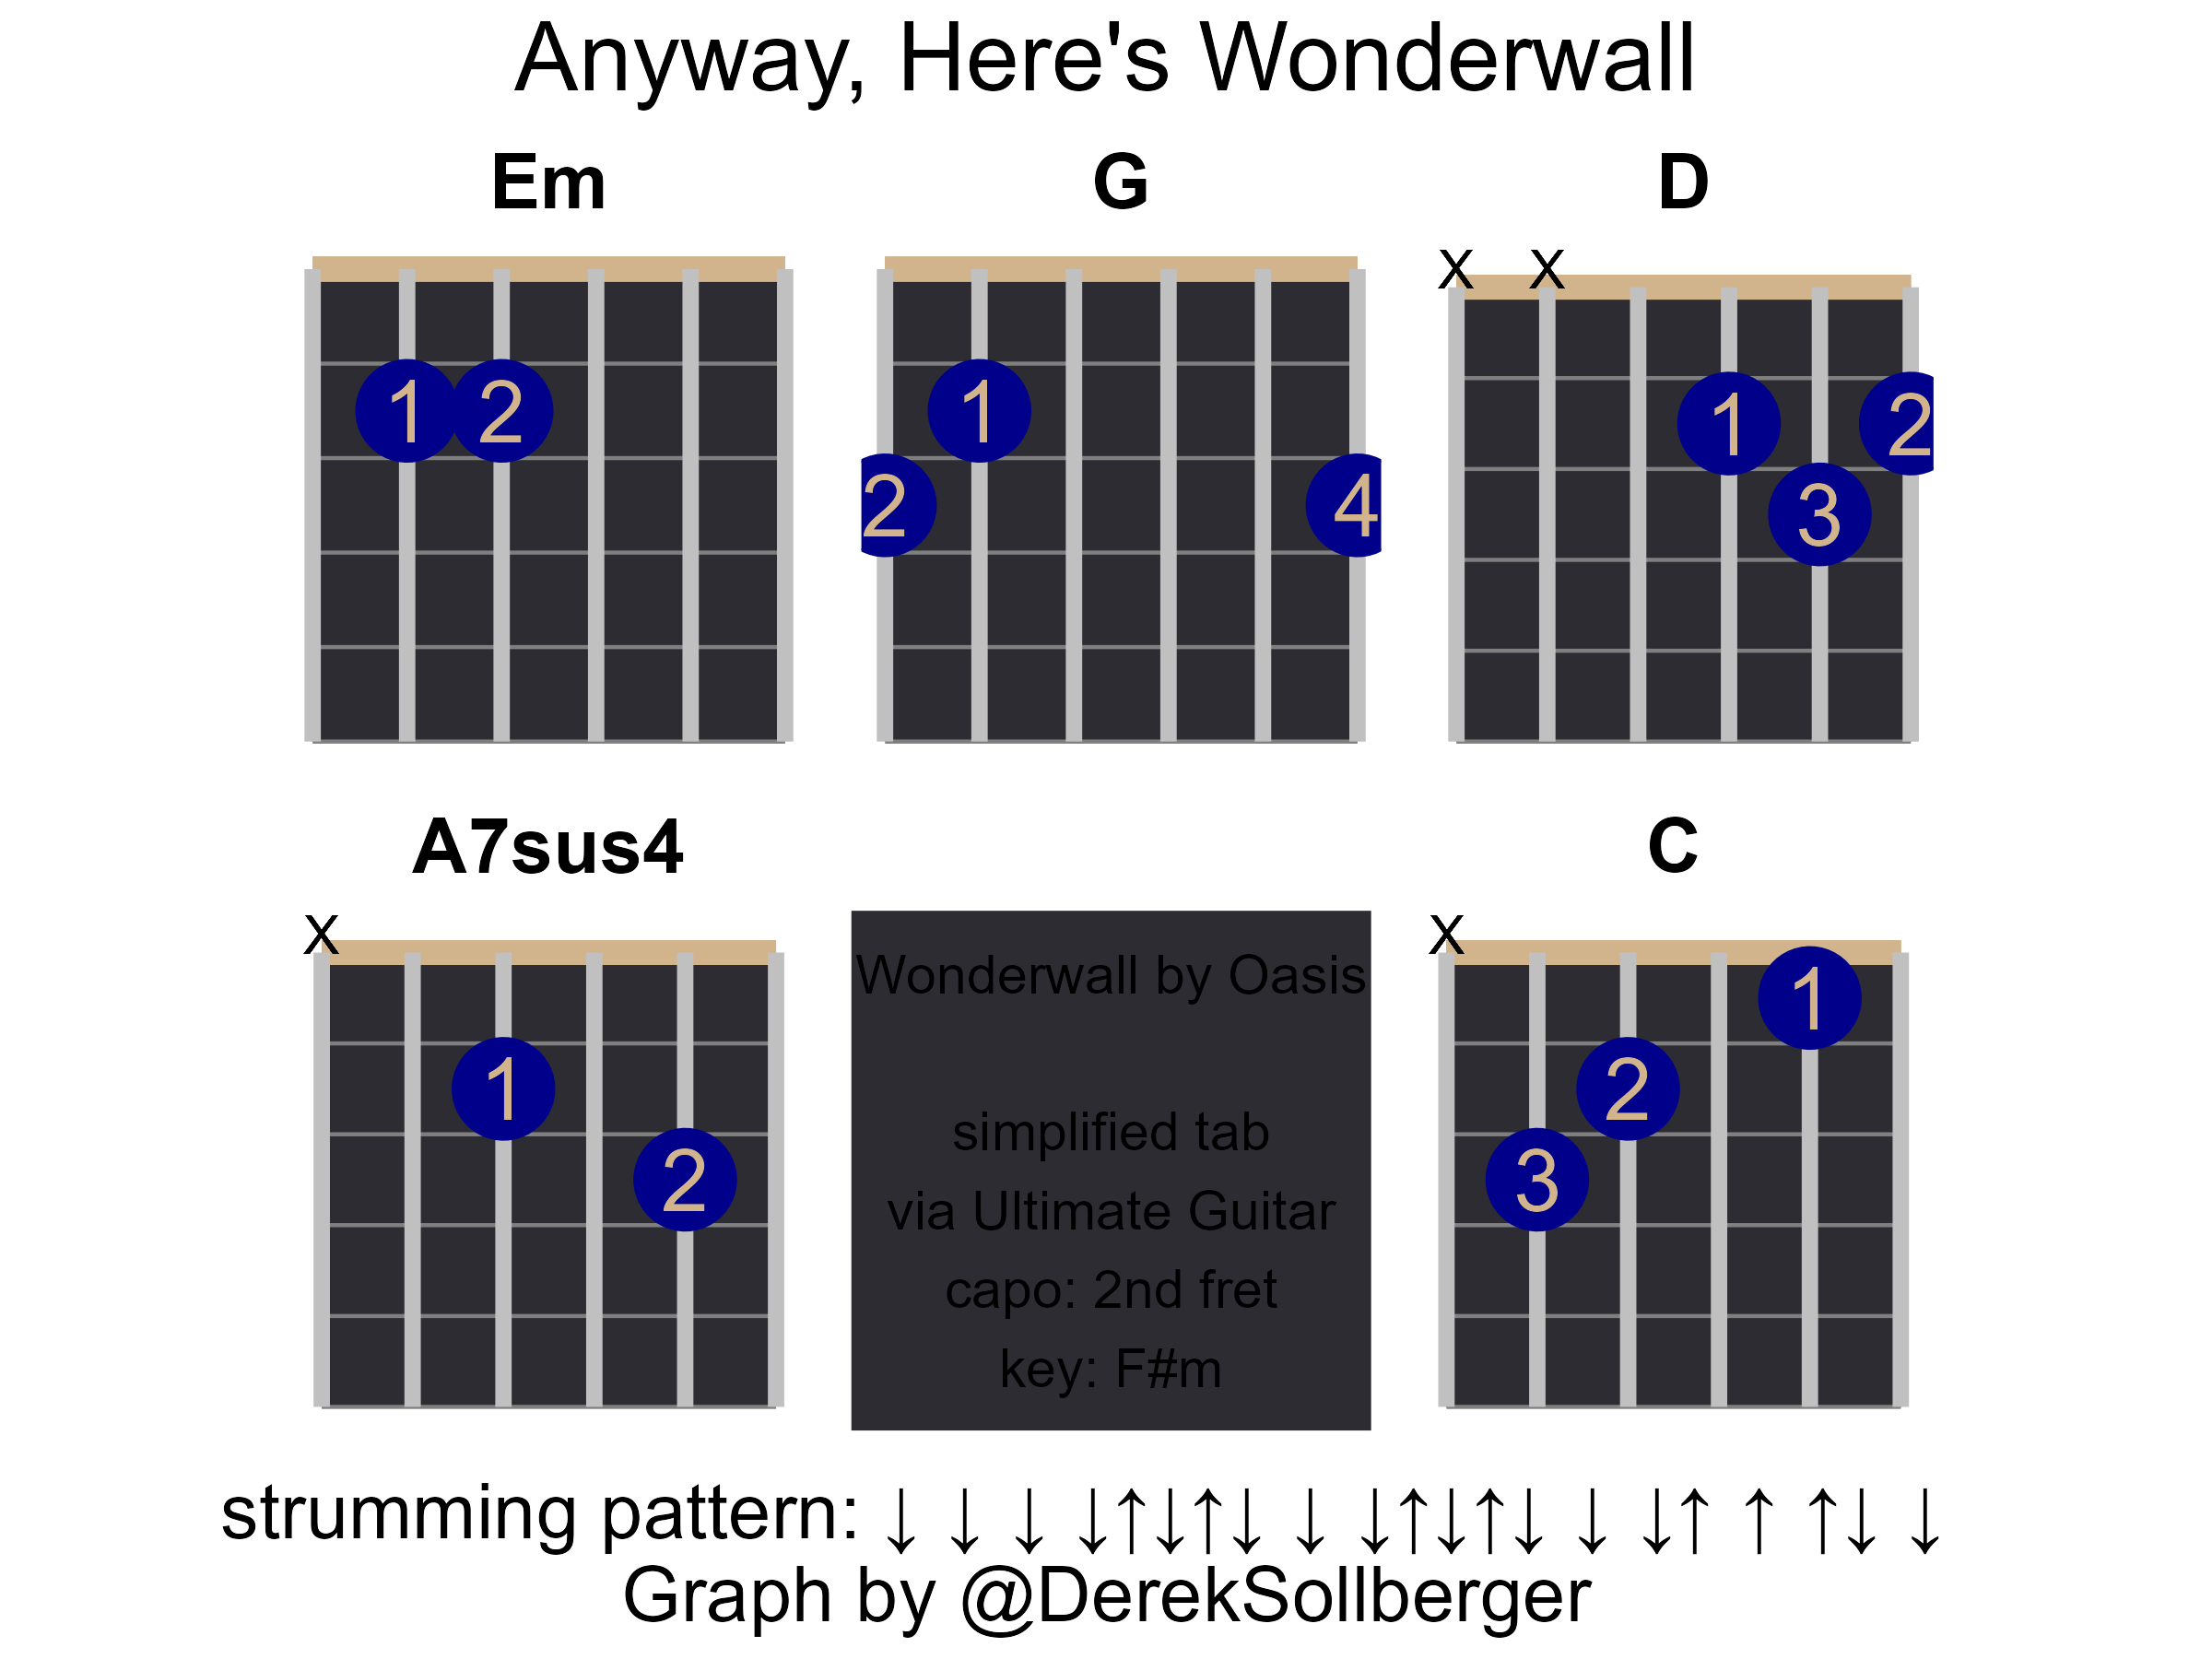 Anyway, Here's Wonderwall
Em
1 2
G
1
2 4
D
X X
1 2
3
A7sus4
X
1
2
Wonderwall by Oasis
simplified tab
via Ultimate Guitar
capo: 2nd fret
key: F#m
C
X
1
2
3
strumming pattern: ↓ ↓ ↓ ↓↑↓↑↓ ↓ ↓↑↓↑↓ ↓ ↓↑ ↑ ↑↓ ↓
Graph by @DerekSollberger